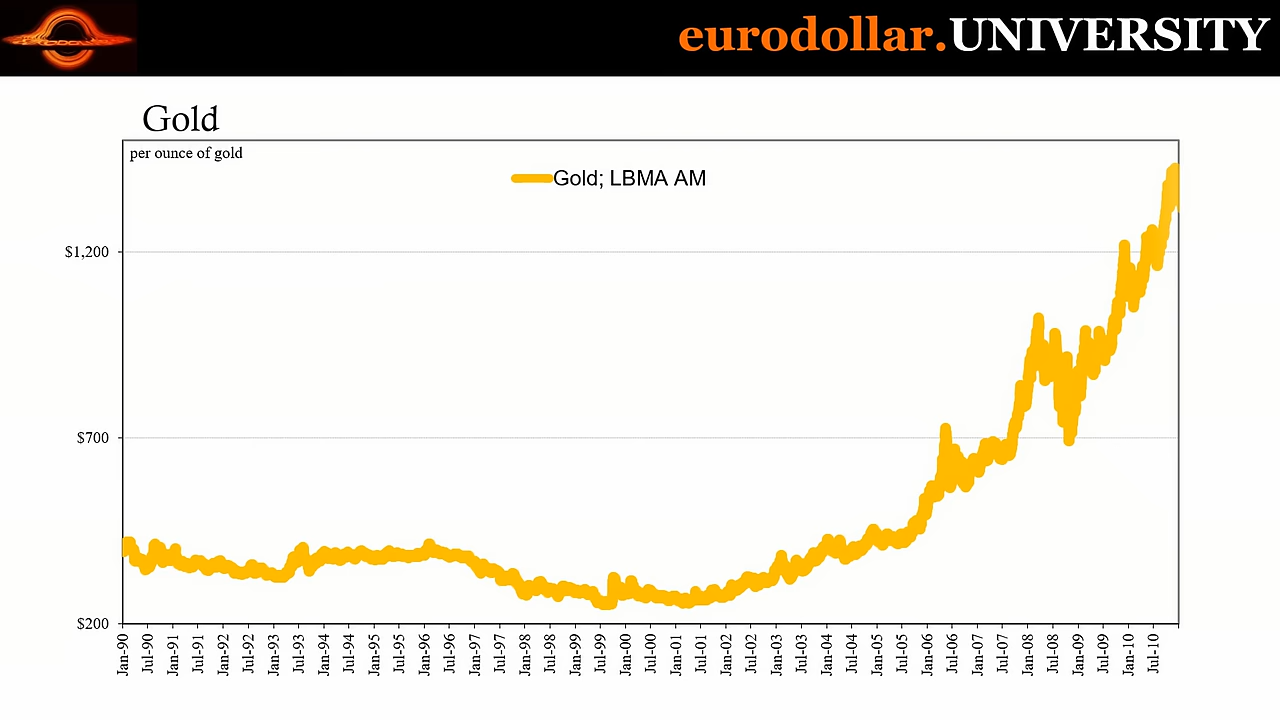 eurodollar.UNIVERSITY
Gold
per ounce of gold
Gold; LBMA AM
$1,200
$700
$200
Jan-90
Jul-90
Jan-91
Jul-91
Jan-92
Jul-92
Jan-93
Jul-93
Jan-94
Jul-94
Jan-95
Jul-95
Jan-96
Jul-96
Jan-97
Jul-97
Jan-98
Jul-98
Jan-99
Jul-99
Jan-00
Jul-00
Jan-01
Jul-01
Jan-02
Jul-02
Jan-03
Jul-03
Jan-04
Jul-04
Jan-05
Jul-05
Jan-06
Jul-06
Jan-07
Jul-07
Jan-08
Jul-08
Jan-09
Jul-09
Jan-10
Jul-10